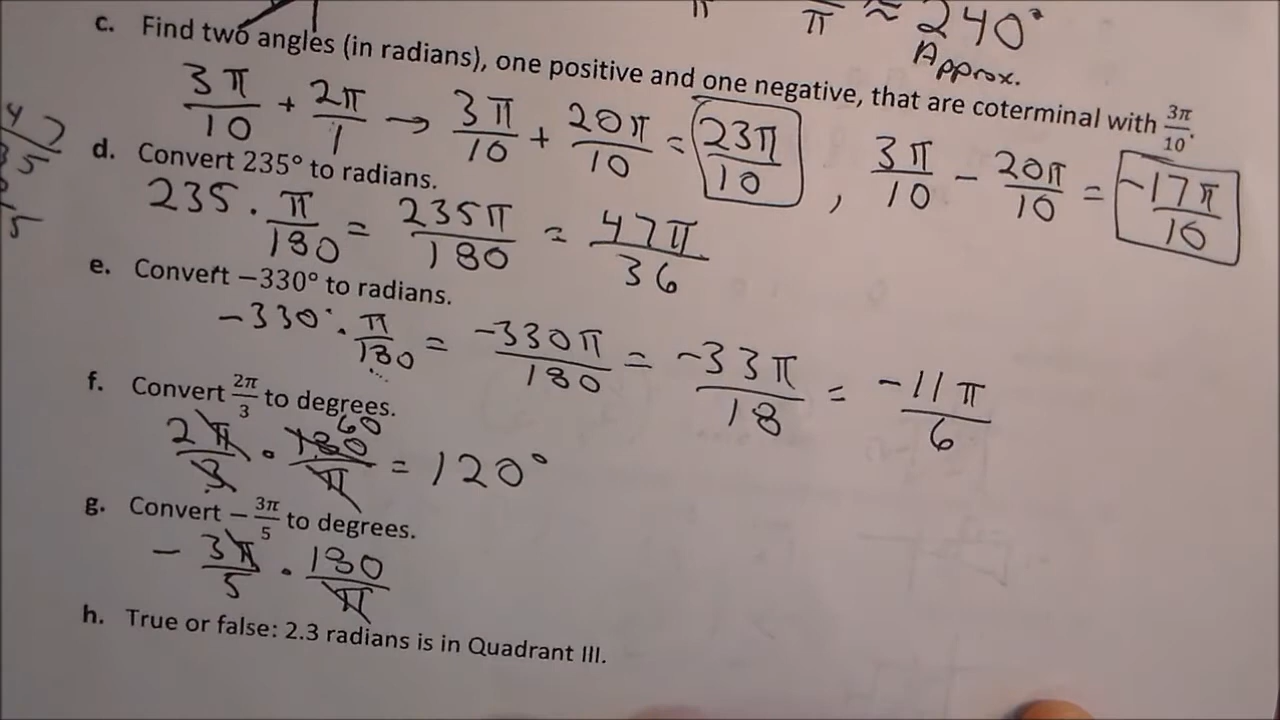 π π ≈ 240°
Approx.
c. Find two angles (in radians), one positive and one negative, that are coterminal with 3π/10.
3π/10 + 2π/1 → 3π/10 + 20π/10 = 23π/10 , 3π/10 - 20π/10 = -17π/10
d. Convert 235° to radians.
235 · π/180 = 235π/180 = 47π/36
e. Convert −330° to radians.
-330° · π/180 = -330π/180 = -33π/18 = -11π/6
f. Convert 2π/3 to degrees.
60
2π/3 · 180/π = 120°
g. Convert − 3π/5 to degrees.
- 3π/5 · 180/π
h. True or false: 2.3 radians is in Quadrant III.